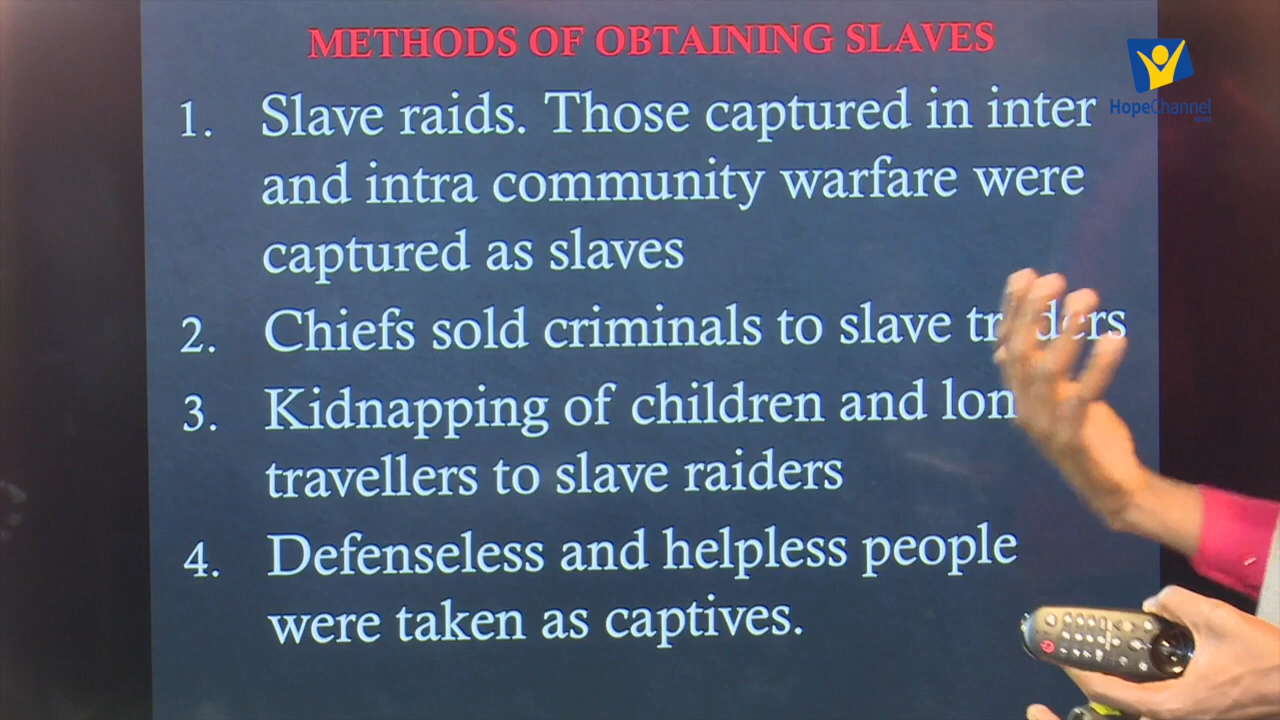 METHODS OF OBTAINING SLAVES
HopeChannel
1. Slave raids. Those captured in inter
and intra community warfare were
captured as slaves
2. Chiefs sold criminals to slave
3. Kidnapping of children and
travellers to slave raiders
4. Defenseless and helpless people
were taken as captives.